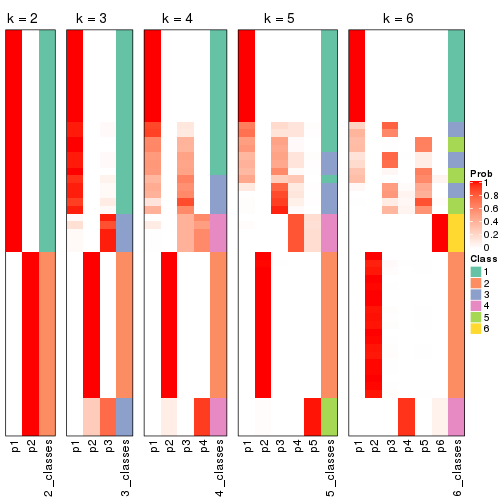 k = 2
k = 3
k = 4
k = 5
k = 6
Prob
1
0.8
0.6
0.4
0.2
0
Class
1
2
3
4
5
6
p1
p2
2_classes
p1
p2
p3
3_classes
p1
p2
p3
p4
4_classes
p1
p2
p3
p4
p5
5_classes
p1
p2
p3
p4
p5
p6
6_classes